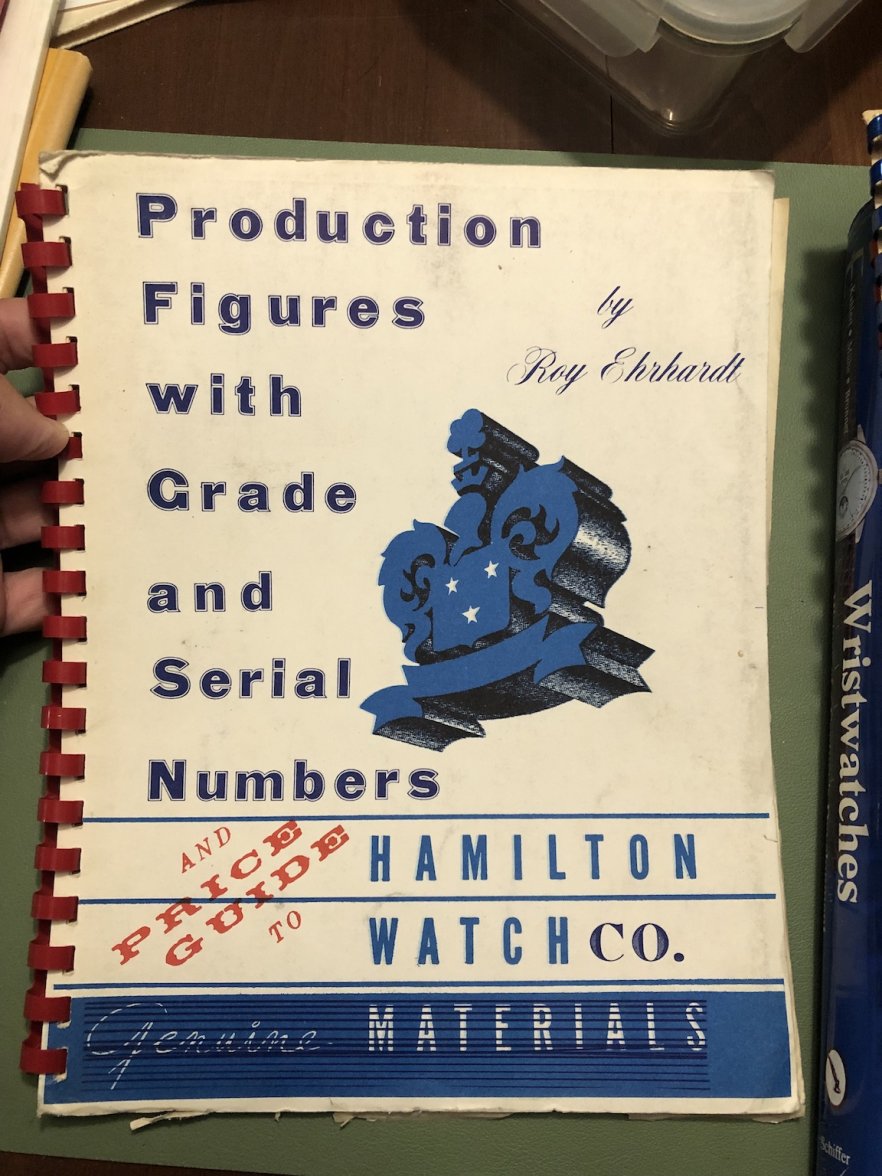 Production
Figures
with
Grade
and
Serial
Numbers
by
Roy Ehrhardt
AND
PRICE
GUIDE
TO
HAMILTON
WATCH CO.
Genuine MATERIALS
Wristwatches
Schiffer